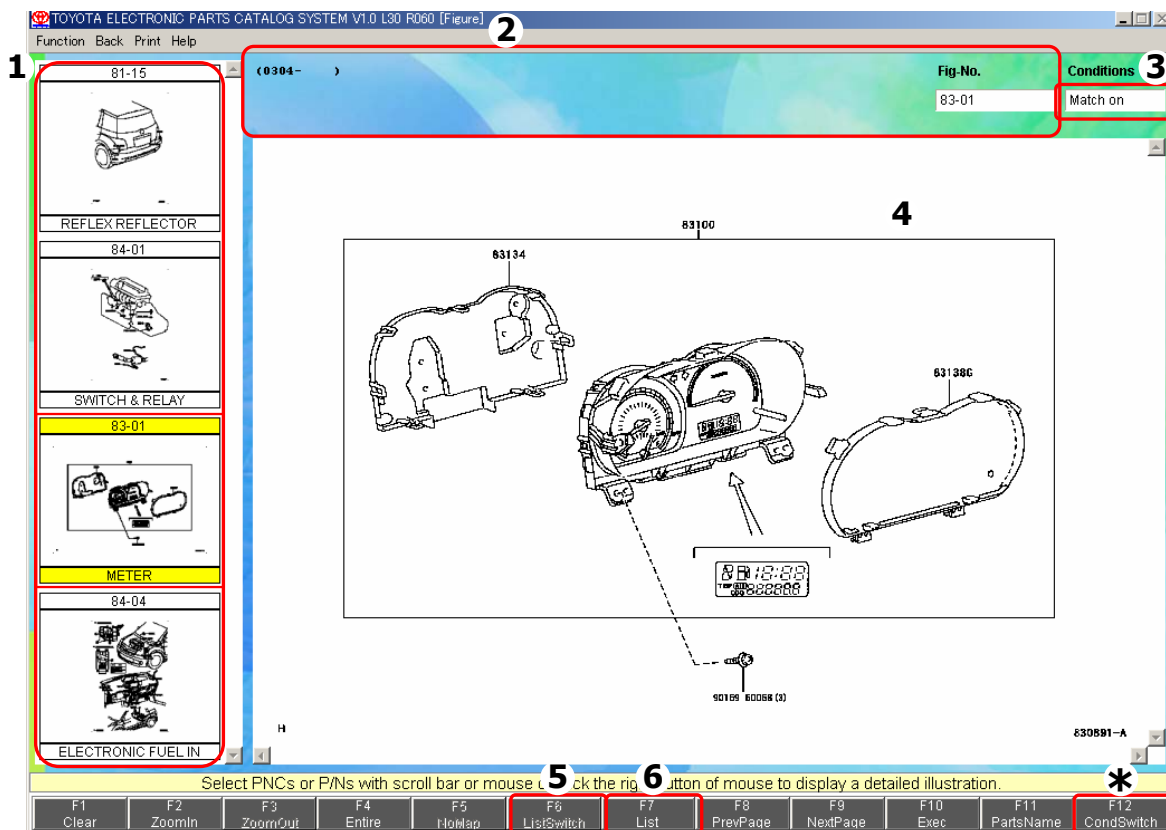 TOYOTA ELECTRONIC PARTS CATALOG SYSTEM V1.0 L30 R060 [Figure]
Function Back Print Help
1
2
3
(0304-      )
Fig-No.
Conditions
83-01
Match on
81-15
REFLEX REFLECTOR
84-01
SWITCH & RELAY
83-01
METER
84-04
ELECTRONIC FUEL IN
4
83100
83134
63138G
90159 60068 (3)
H
830891-A
Select PNCs or P/Ns with scroll bar or mouse ck the rig utton of mouse to display a detailed illustration.
5
6
*
F1 F2 F3 F4 F5 F6 F7 F8 F9 F10 F11 F12
Clear ZoomIn ZoomOut Entire NoMap ListSwitch List PrevPage NextPage Exec PartsName CondSwitch